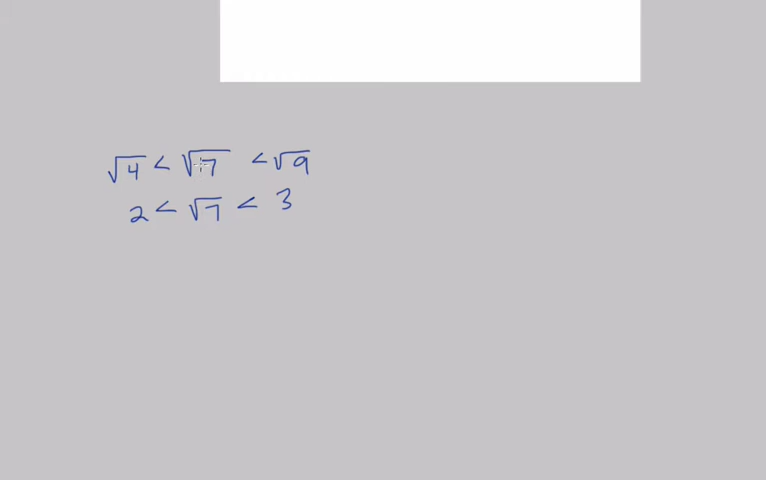 √4 < √7 < √9
2 < √7 < 3